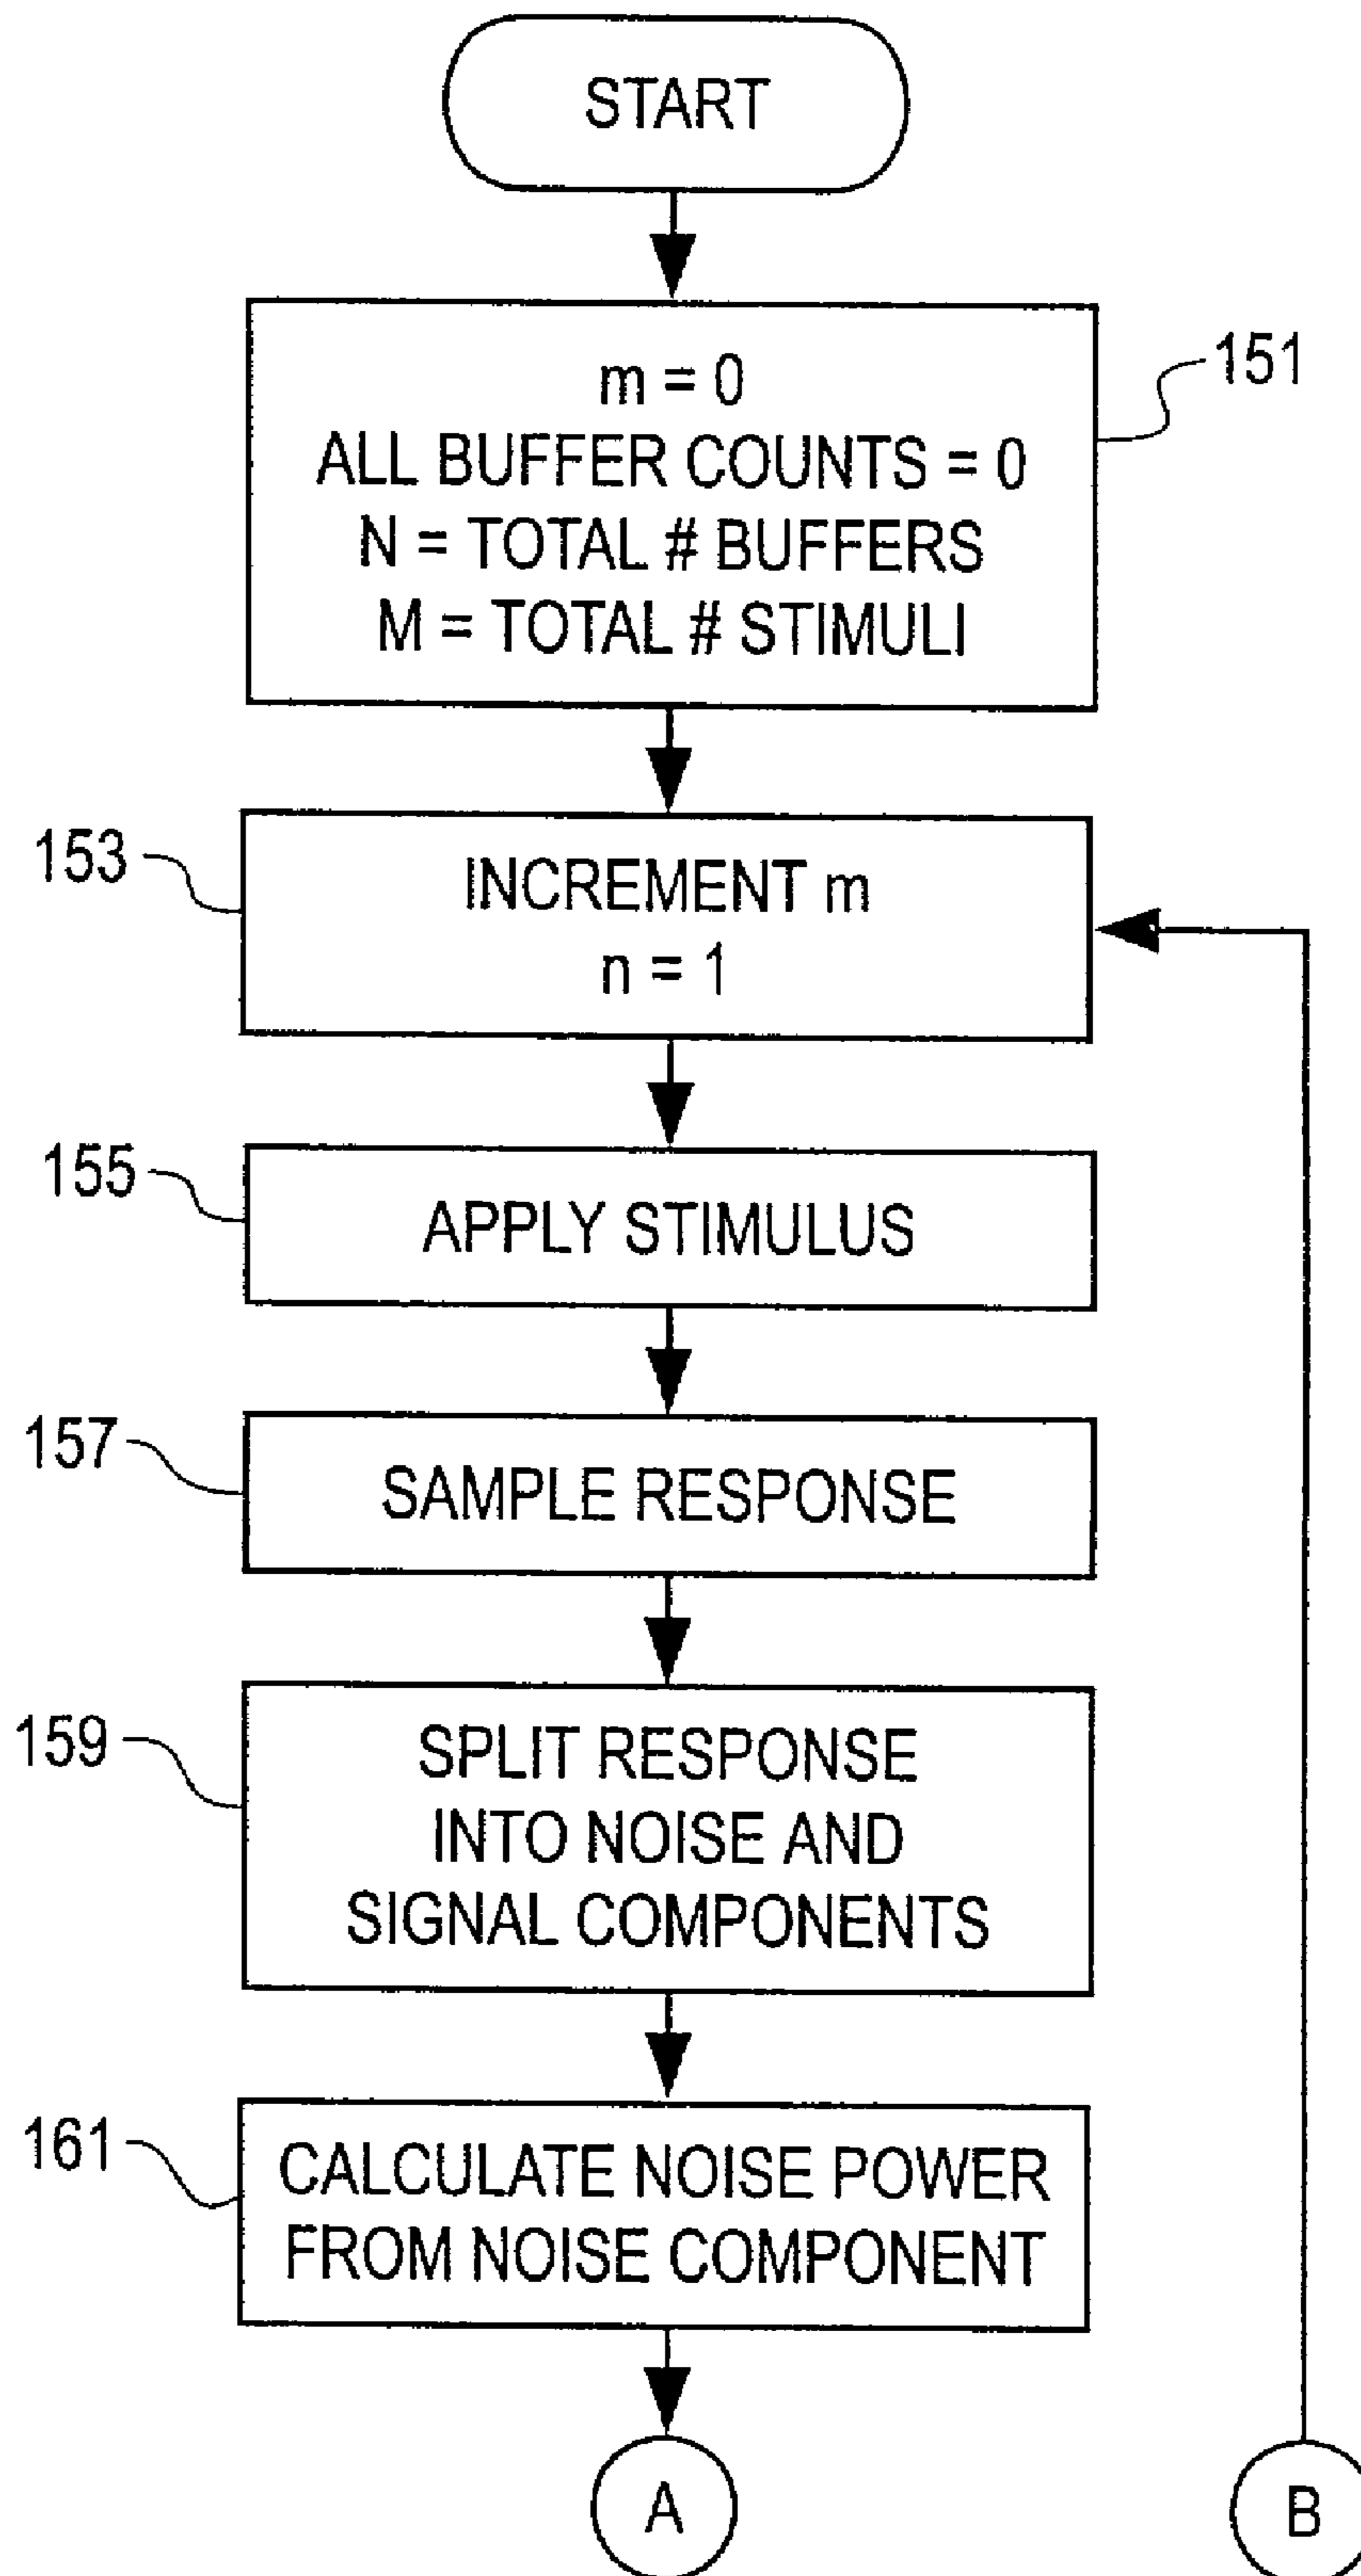 START
m = 0
ALL BUFFER COUNTS = 0
N = TOTAL # BUFFERS
M = TOTAL # STIMULI
151
153
INCREMENT m
n = 1
155
APPLY STIMULUS
157
SAMPLE RESPONSE
159
SPLIT RESPONSE
INTO NOISE AND
SIGNAL COMPONENTS
161
CALCULATE NOISE POWER
FROM NOISE COMPONENT
A
B